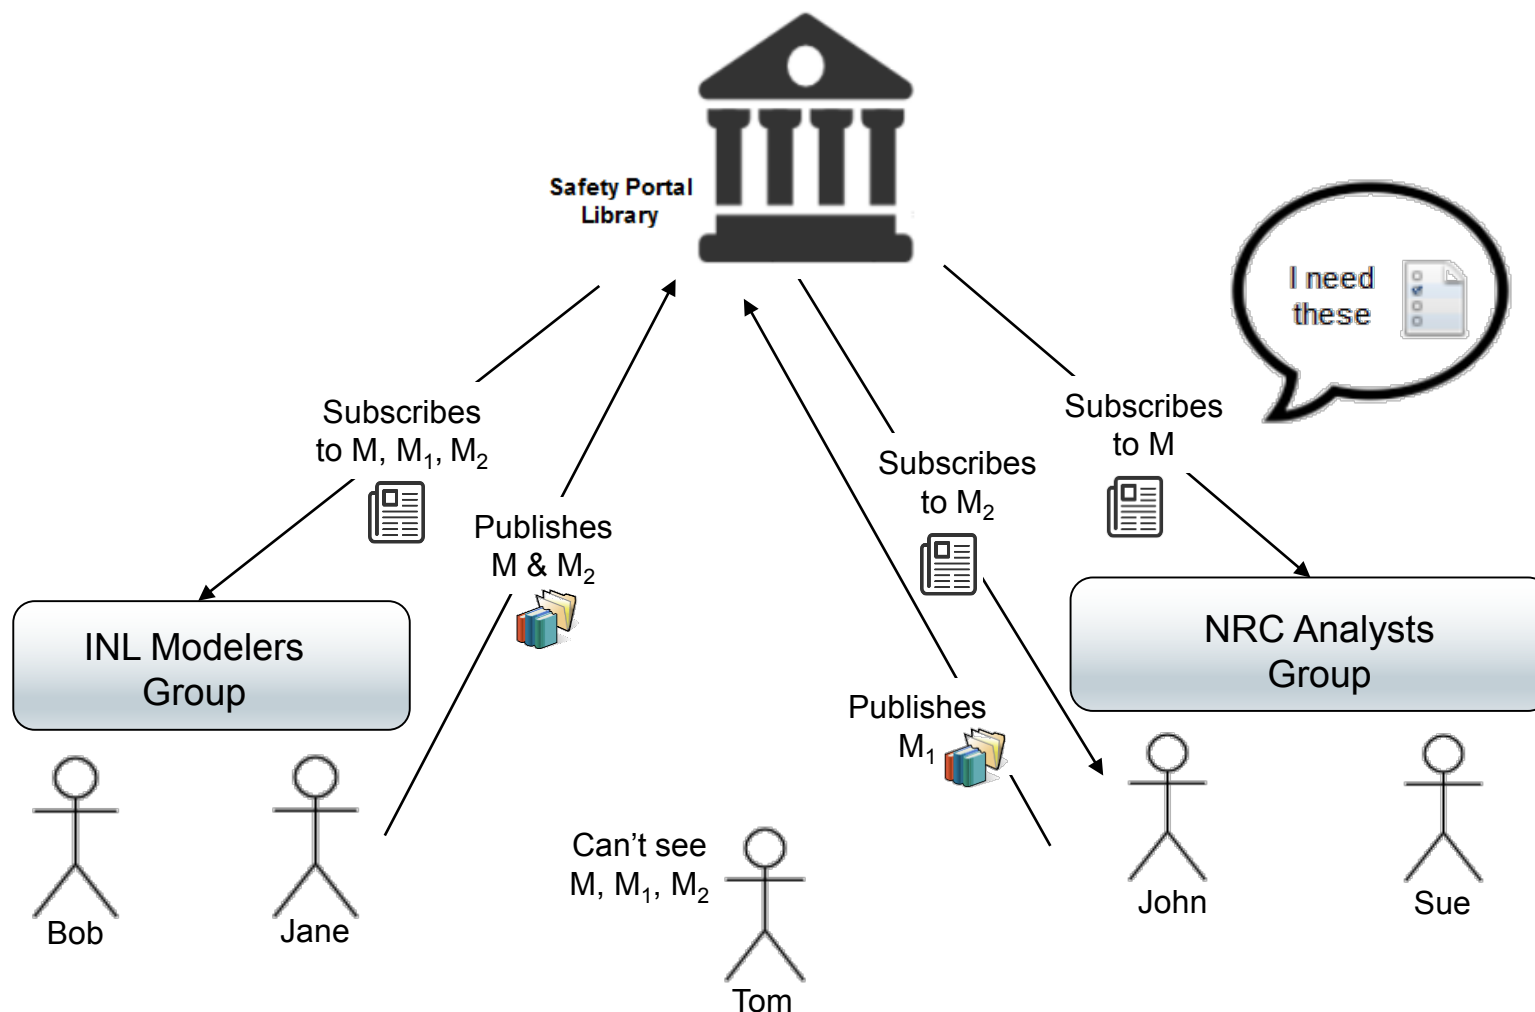 Safety Portal
Library
I need
these
Subscribes
to M, M₁, M₂
Publishes
M & M₂
Subscribes
to M₂
Subscribes
to M
INL Modelers
Group
NRC Analysts
Group
Publishes
M₁
Can’t see
M, M₁, M₂
Bob
Jane
Tom
John
Sue